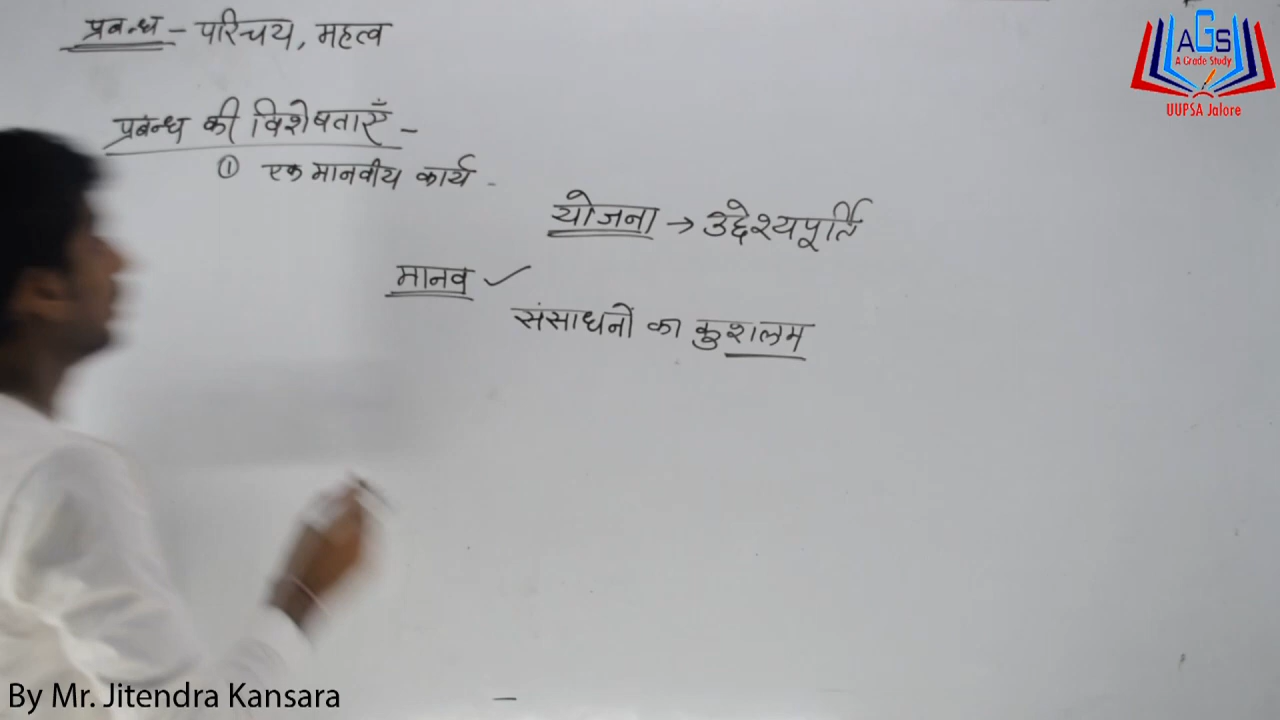 प्रबन्ध - परिचय, महत्व
प्रबन्ध की विशेषताएँ -
① एक मानवीय कार्य -
योजना → उद्देश्यपूर्ति
मानव ✓
संसाधनों का कुशलम
AGS
A Grade Study
UUPSA Jalore
By Mr. Jitendra Kansara